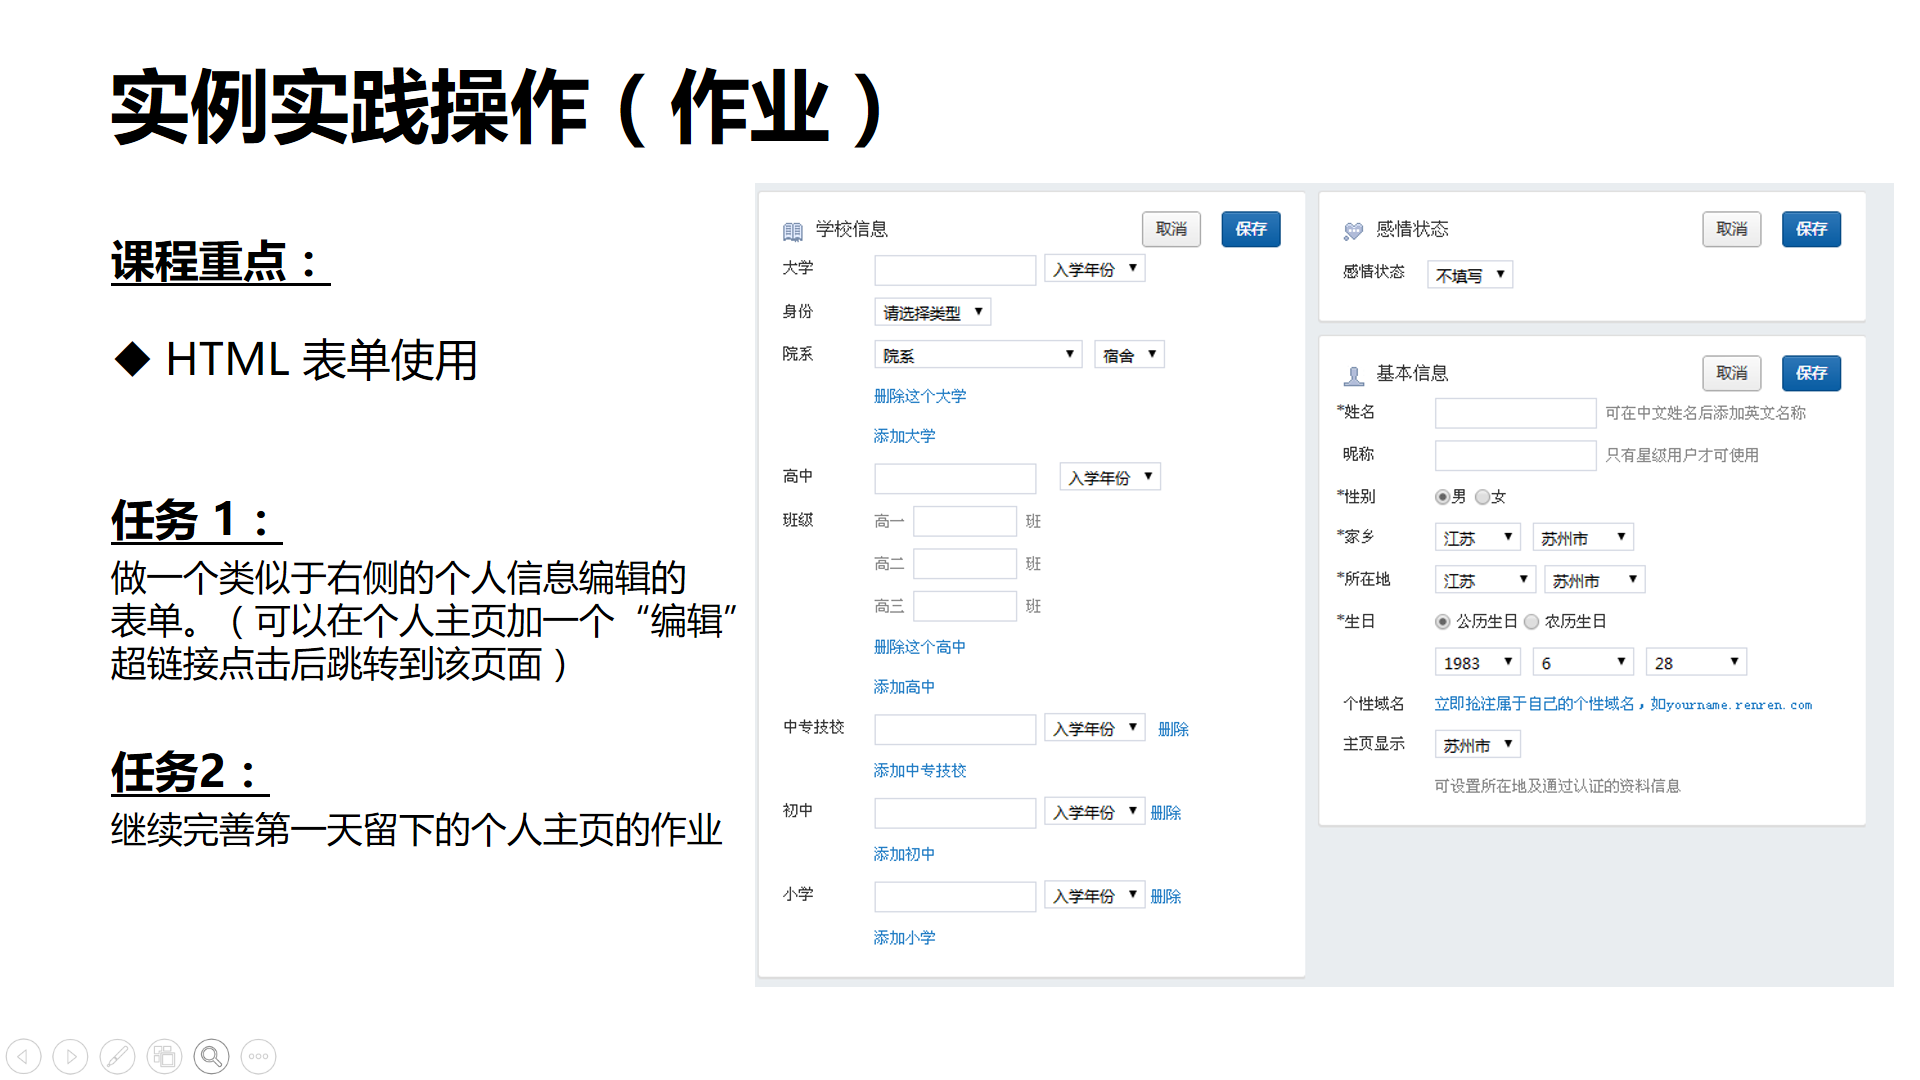 实例实践操作（作业）
课程重点：
◆ HTML 表单使用
任务 1：
做一个类似于右侧的个人信息编辑的
表单。（可以在个人主页加一个“编辑”
超链接点击后跳转到该页面）
任务2：
继续完善第一天留下的个人主页的作业
学校信息 取消 保存
大学 入学年份
身份 请选择类型
院系 院系 宿舍
删除这个大学
添加大学
高中 入学年份
班级 高一 班
高二 班
高三 班
删除这个高中
添加高中
中专技校 入学年份 删除
添加中专技校
初中 入学年份 删除
添加初中
小学 入学年份 删除
添加小学
感情状态 取消 保存
感情状态 不填写
基本信息 取消 保存
*姓名 可在中文姓名后添加英文名称
昵称 只有星级用户才可使用
*性别 男 女
*家乡 江苏 苏州市
*所在地 江苏 苏州市
*生日 公历生日 农历生日
1983 6 28
个性域名 立即抢注属于自己的个性域名，如yourname.renren.com
主页显示 苏州市
可设置所在地及通过认证的资料信息